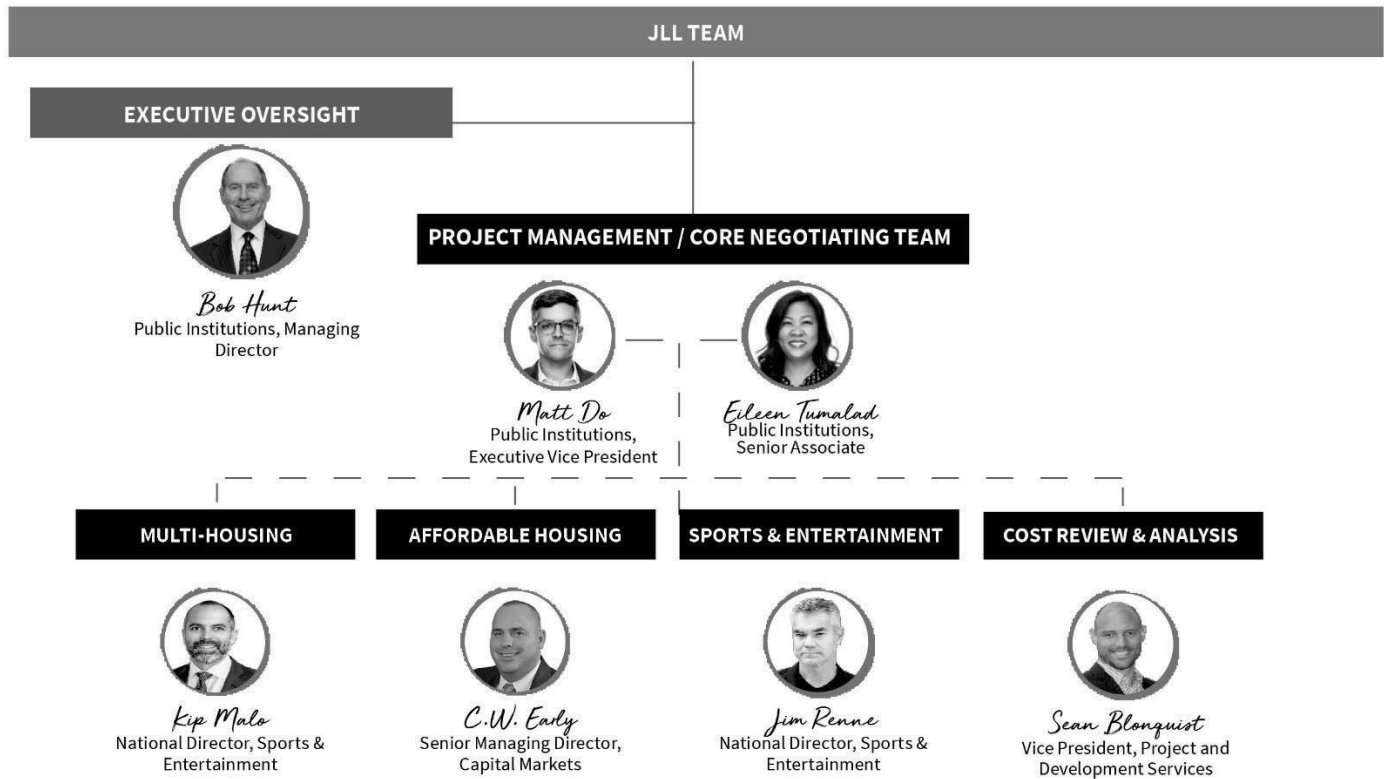 JLL TEAM
EXECUTIVE OVERSIGHT
Bob Hunt
Public Institutions, Managing
Director
PROJECT MANAGEMENT / CORE NEGOTIATING TEAM
Matt Do
Public Institutions,
Executive Vice President
Eileen Tumalad
Public Institutions,
Senior Associate
MULTI-HOUSING
Kip Malo
National Director, Sports &
Entertainment
AFFORDABLE HOUSING
C.W. Early
Senior Managing Director,
Capital Markets
SPORTS & ENTERTAINMENT
Jim Renne
National Director, Sports &
Entertainment
COST REVIEW & ANALYSIS
Sean Blonquist
Vice President, Project and
Development Services